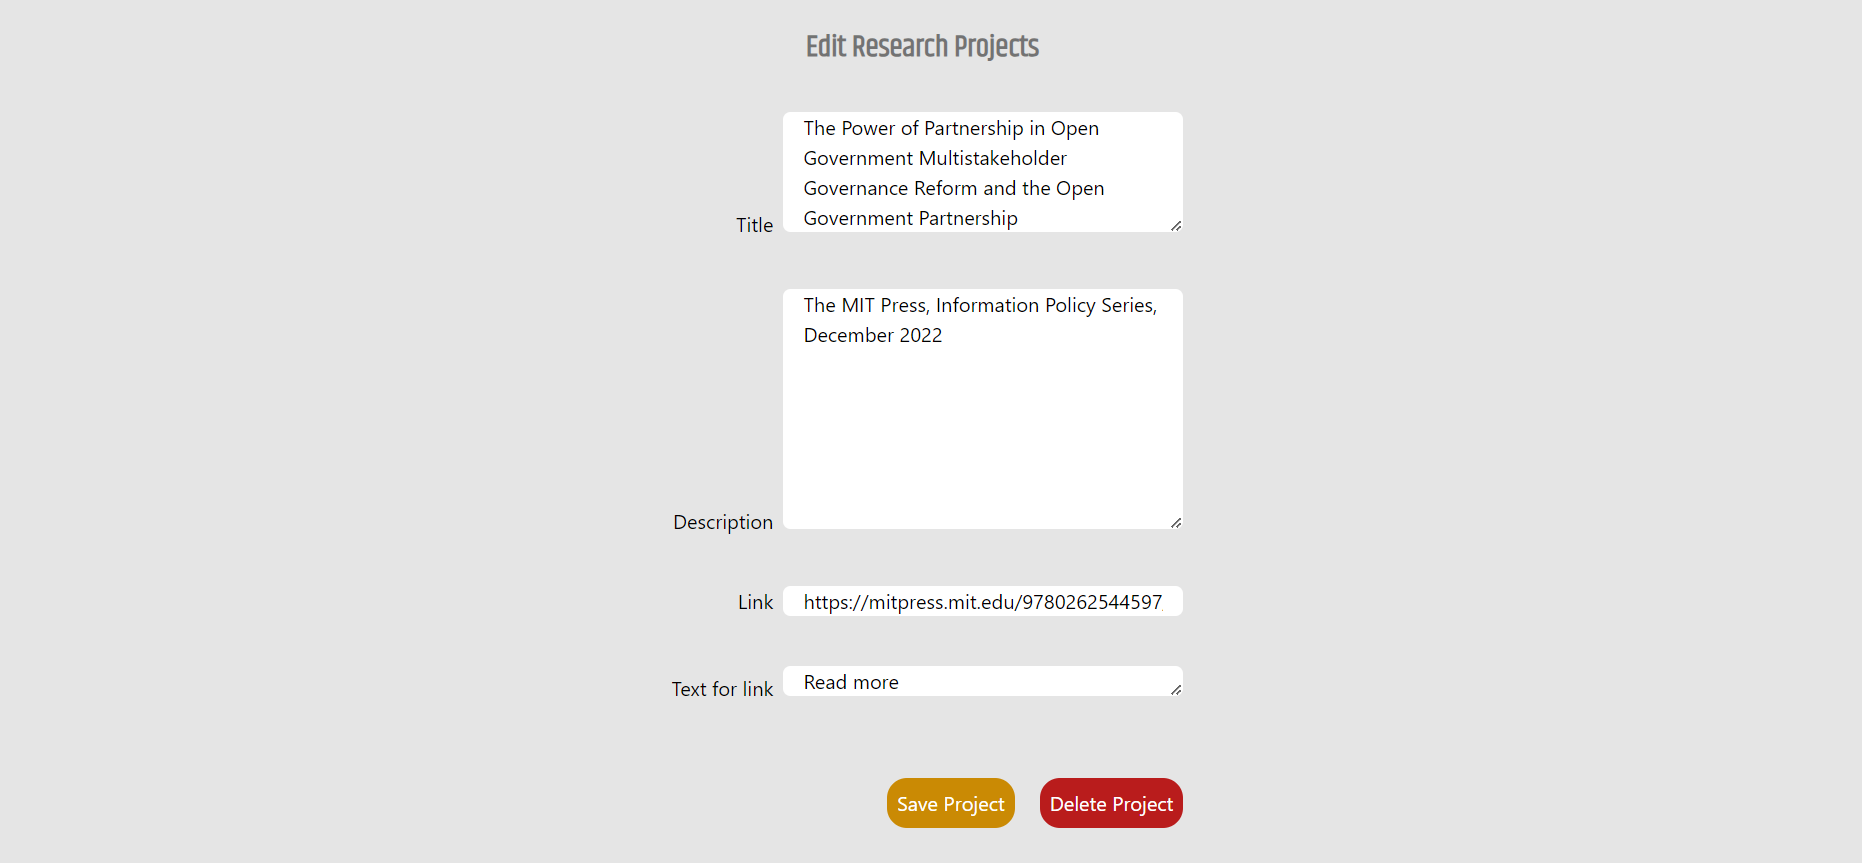 Edit Research Projects
The Power of Partnership in Open
Government Multistakeholder
Governance Reform and the Open
Government Partnership
Title
The MIT Press, Information Policy Series,
December 2022
Description
Link
https://mitpress.mit.edu/9780262544597
Text for link
Read more
Save Project
Delete Project